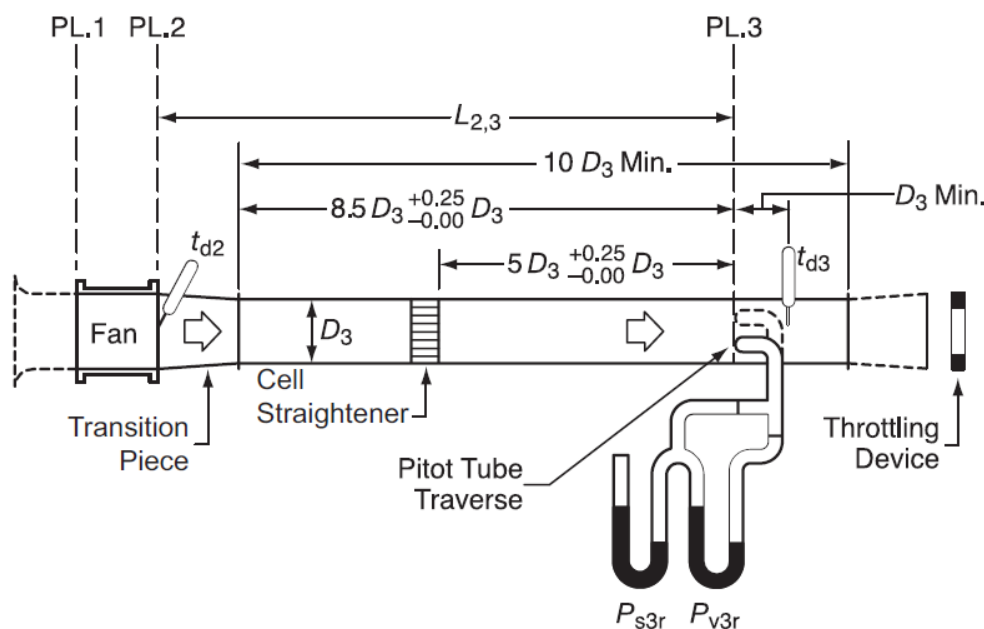 PL.1 PL.2 PL.3
L2,3
10 D3 Min.
8.5 D3 +0.25 −0.00 D3
D3 Min.
5 D3 +0.25 −0.00 D3
td2
td3
Fan
D3
Cell
Straightener
Transition
Piece
Pitot Tube
Traverse
Throttling
Device
Ps3r Pv3r